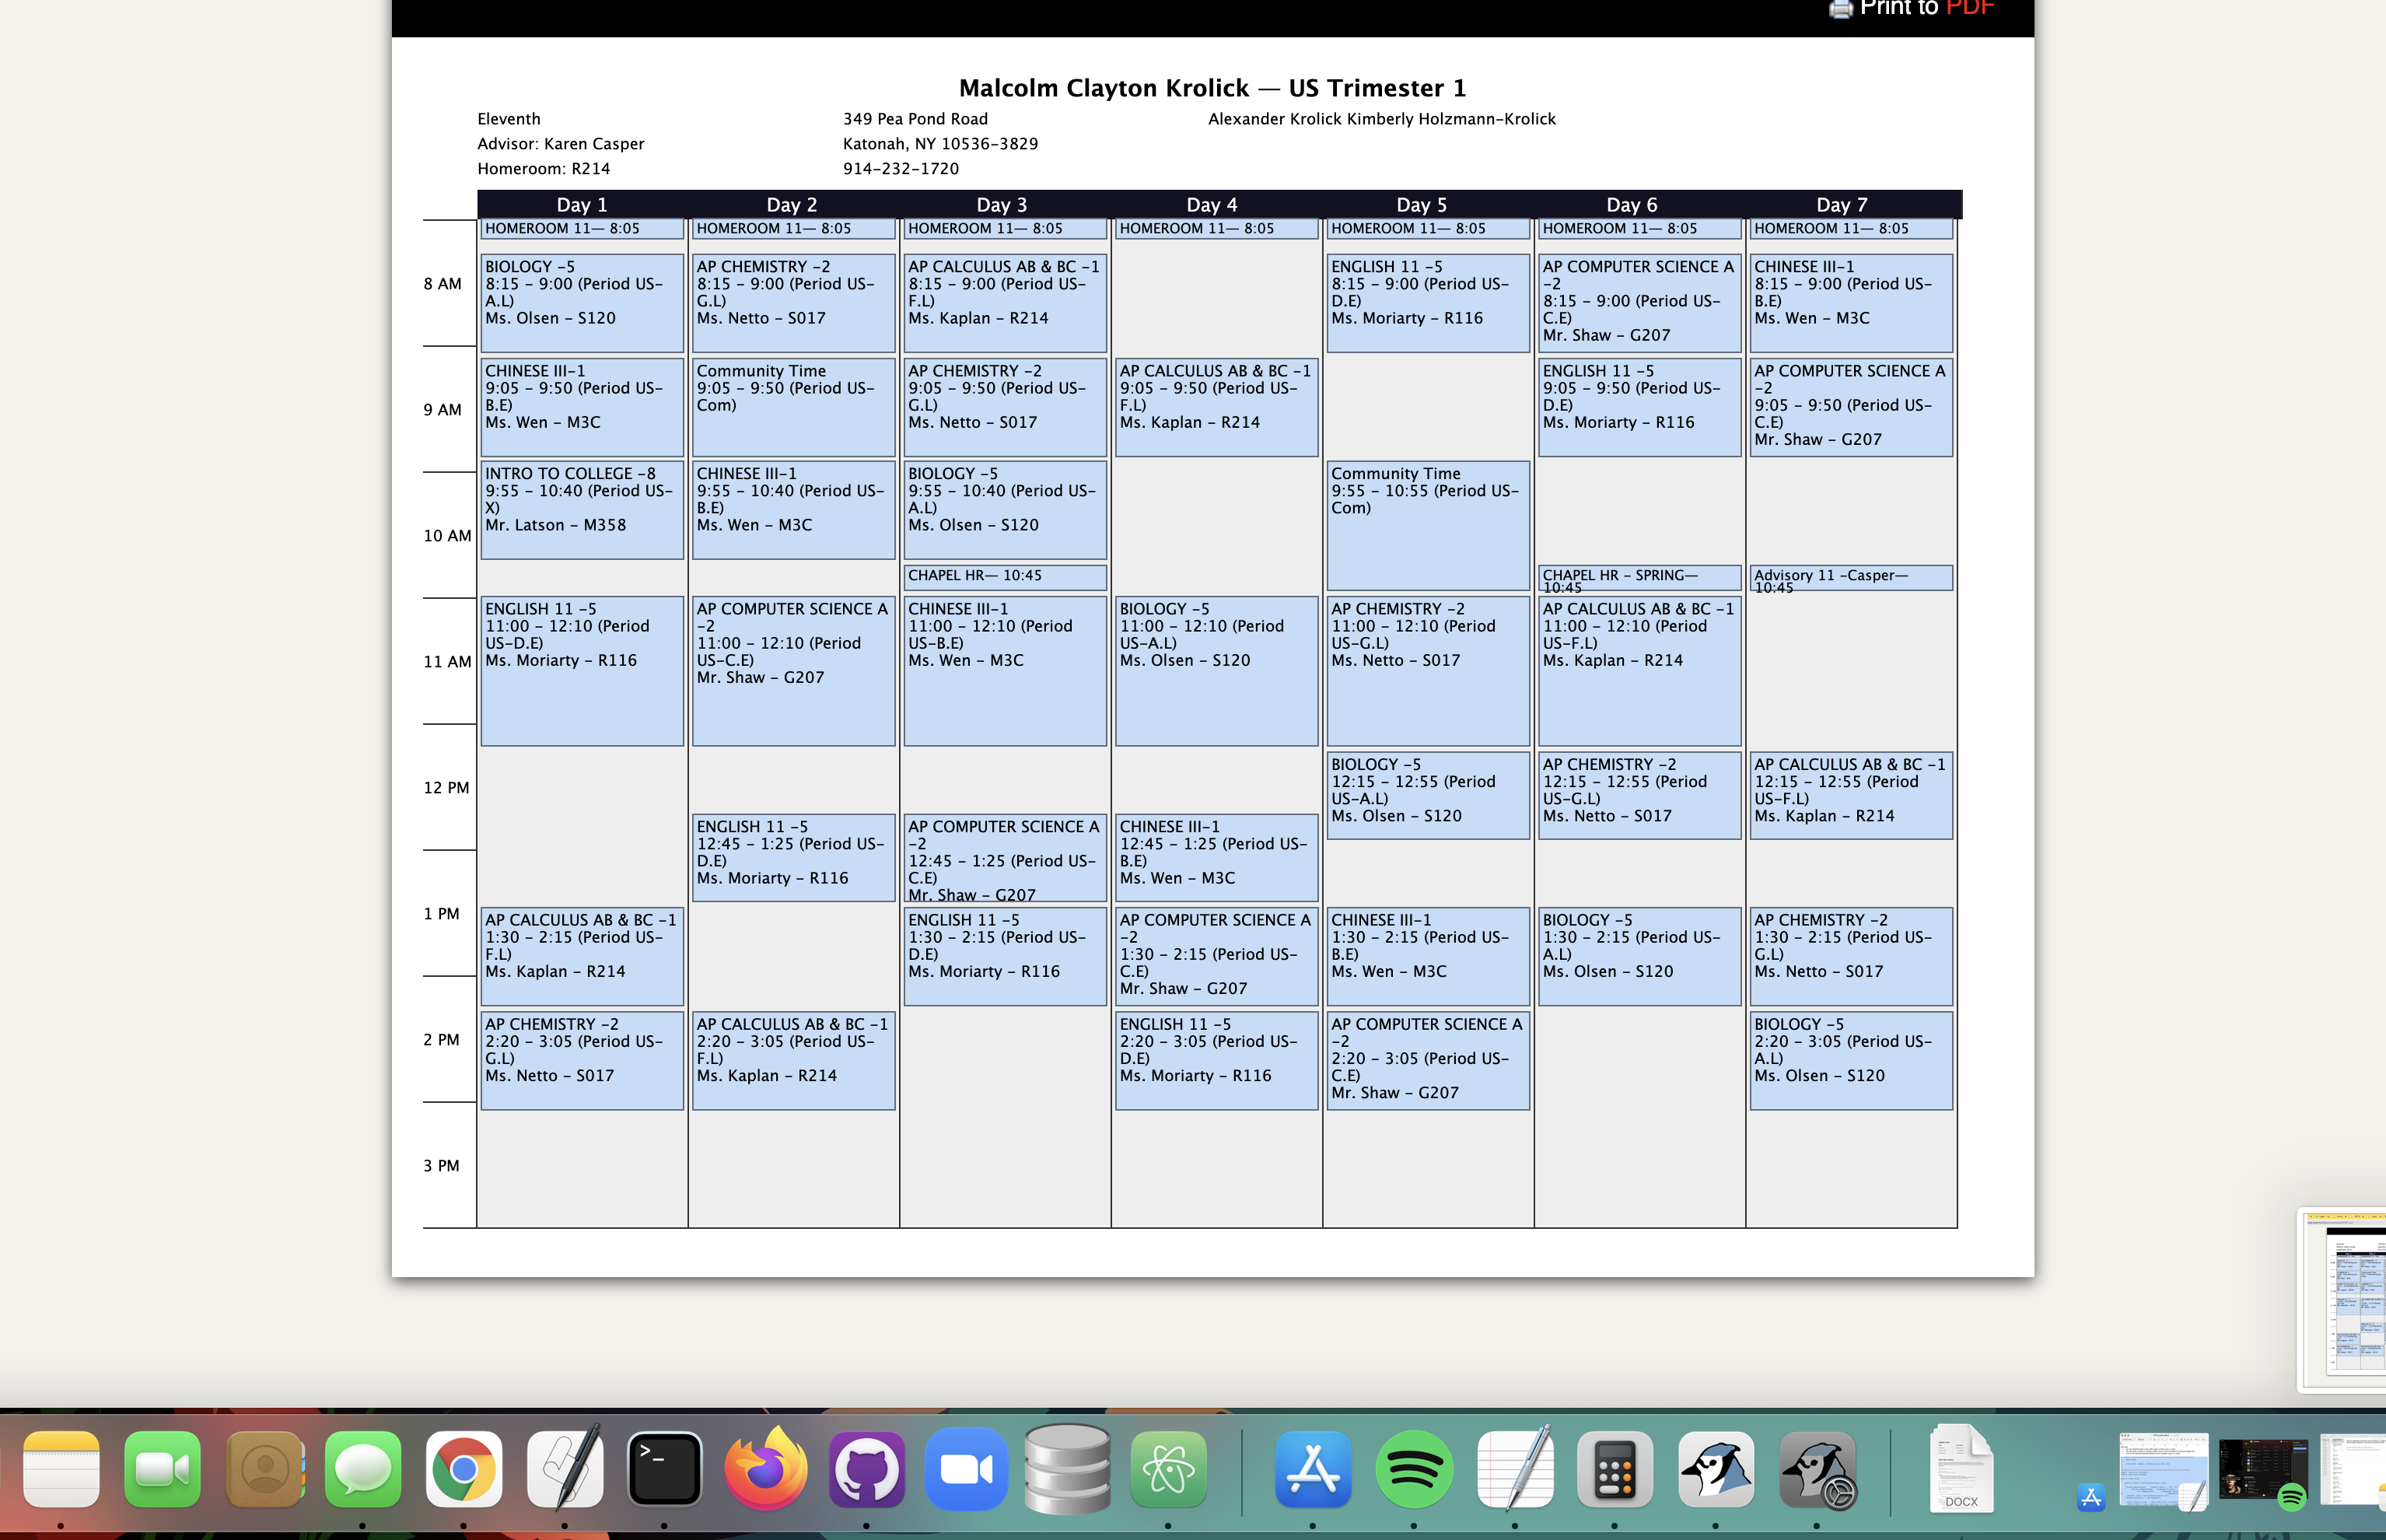 Print to PDF
Malcolm Clayton Krolick — US Trimester 1
Eleventh
349 Pea Pond Road
Alexander Krolick Kimberly Holzmann-Krolick
Advisor: Karen Casper
Katonah, NY 10536-3829
Homeroom: R214
914-232-1720
Day 1
Day 2
Day 3
Day 4
Day 5
Day 6
Day 7
8 AM
9 AM
10 AM
11 AM
12 PM
1 PM
2 PM
3 PM
HOMEROOM 11— 8:05
BIOLOGY -5
8:15 - 9:00 (Period US-
A.L)
Ms. Olsen - S120
CHINESE III-1
9:05 - 9:50 (Period US-
B.E)
Ms. Wen - M3C
INTRO TO COLLEGE -8
9:55 - 10:40 (Period US-
X)
Mr. Latson - M358
ENGLISH 11 -5
11:00 - 12:10 (Period
US-D.E)
Ms. Moriarty - R116
AP CALCULUS AB & BC -1
1:30 - 2:15 (Period US-
F.L)
Ms. Kaplan - R214
AP CHEMISTRY -2
2:20 - 3:05 (Period US-
G.L)
Ms. Netto - S017
HOMEROOM 11— 8:05
AP CHEMISTRY -2
8:15 - 9:00 (Period US-
G.L)
Ms. Netto - S017
Community Time
9:05 - 9:50 (Period US-
Com)
CHINESE III-1
9:55 - 10:40 (Period US-
B.E)
Ms. Wen - M3C
AP COMPUTER SCIENCE A
-2
11:00 - 12:10 (Period
US-C.E)
Mr. Shaw - G207
ENGLISH 11 -5
12:45 - 1:25 (Period US-
D.E)
Ms. Moriarty - R116
AP CALCULUS AB & BC -1
2:20 - 3:05 (Period US-
F.L)
Ms. Kaplan - R214
HOMEROOM 11— 8:05
AP CALCULUS AB & BC -1
8:15 - 9:00 (Period US-
F.L)
Ms. Kaplan - R214
AP CHEMISTRY -2
9:05 - 9:50 (Period US-
G.L)
Ms. Netto - S017
BIOLOGY -5
9:55 - 10:40 (Period US-
A.L)
Ms. Olsen - S120
CHAPEL HR— 10:45
CHINESE III-1
11:00 - 12:10 (Period
US-B.E)
Ms. Wen - M3C
AP COMPUTER SCIENCE A
-2
12:45 - 1:25 (Period US-
C.E)
Mr. Shaw - G207
ENGLISH 11 -5
1:30 - 2:15 (Period US-
D.E)
Ms. Moriarty - R116
HOMEROOM 11— 8:05
AP CALCULUS AB & BC -1
9:05 - 9:50 (Period US-
F.L)
Ms. Kaplan - R214
BIOLOGY -5
11:00 - 12:10 (Period
US-A.L)
Ms. Olsen - S120
CHINESE III-1
12:45 - 1:25 (Period US-
B.E)
Ms. Wen - M3C
AP COMPUTER SCIENCE A
-2
1:30 - 2:15 (Period US-
C.E)
Mr. Shaw - G207
ENGLISH 11 -5
2:20 - 3:05 (Period US-
D.E)
Ms. Moriarty - R116
HOMEROOM 11— 8:05
ENGLISH 11 -5
8:15 - 9:00 (Period US-
D.E)
Ms. Moriarty - R116
Community Time
9:55 - 10:55 (Period US-
Com)
AP CHEMISTRY -2
11:00 - 12:10 (Period
US-G.L)
Ms. Netto - S017
BIOLOGY -5
12:15 - 12:55 (Period
US-A.L)
Ms. Olsen - S120
CHINESE III-1
1:30 - 2:15 (Period US-
B.E)
Ms. Wen - M3C
AP COMPUTER SCIENCE A
-2
2:20 - 3:05 (Period US-
C.E)
Mr. Shaw - G207
HOMEROOM 11— 8:05
AP COMPUTER SCIENCE A
-2
8:15 - 9:00 (Period US-
C.E)
Mr. Shaw - G207
ENGLISH 11 -5
9:05 - 9:50 (Period US-
D.E)
Ms. Moriarty - R116
CHAPEL HR - SPRING—
10:45
AP CALCULUS AB & BC -1
11:00 - 12:10 (Period
US-F.L)
Ms. Kaplan - R214
AP CHEMISTRY -2
12:15 - 12:55 (Period
US-G.L)
Ms. Netto - S017
BIOLOGY -5
1:30 - 2:15 (Period US-
A.L)
Ms. Olsen - S120
HOMEROOM 11— 8:05
CHINESE III-1
8:15 - 9:00 (Period US-
B.E)
Ms. Wen - M3C
AP COMPUTER SCIENCE A
-2
9:05 - 9:50 (Period US-
C.E)
Mr. Shaw - G207
Advisory 11 -Casper—
10:45
AP CALCULUS AB & BC -1
12:15 - 12:55 (Period
US-F.L)
Ms. Kaplan - R214
AP CHEMISTRY -2
1:30 - 2:15 (Period US-
G.L)
Ms. Netto - S017
BIOLOGY -5
2:20 - 3:05 (Period US-
A.L)
Ms. Olsen - S120
>_
DOCX